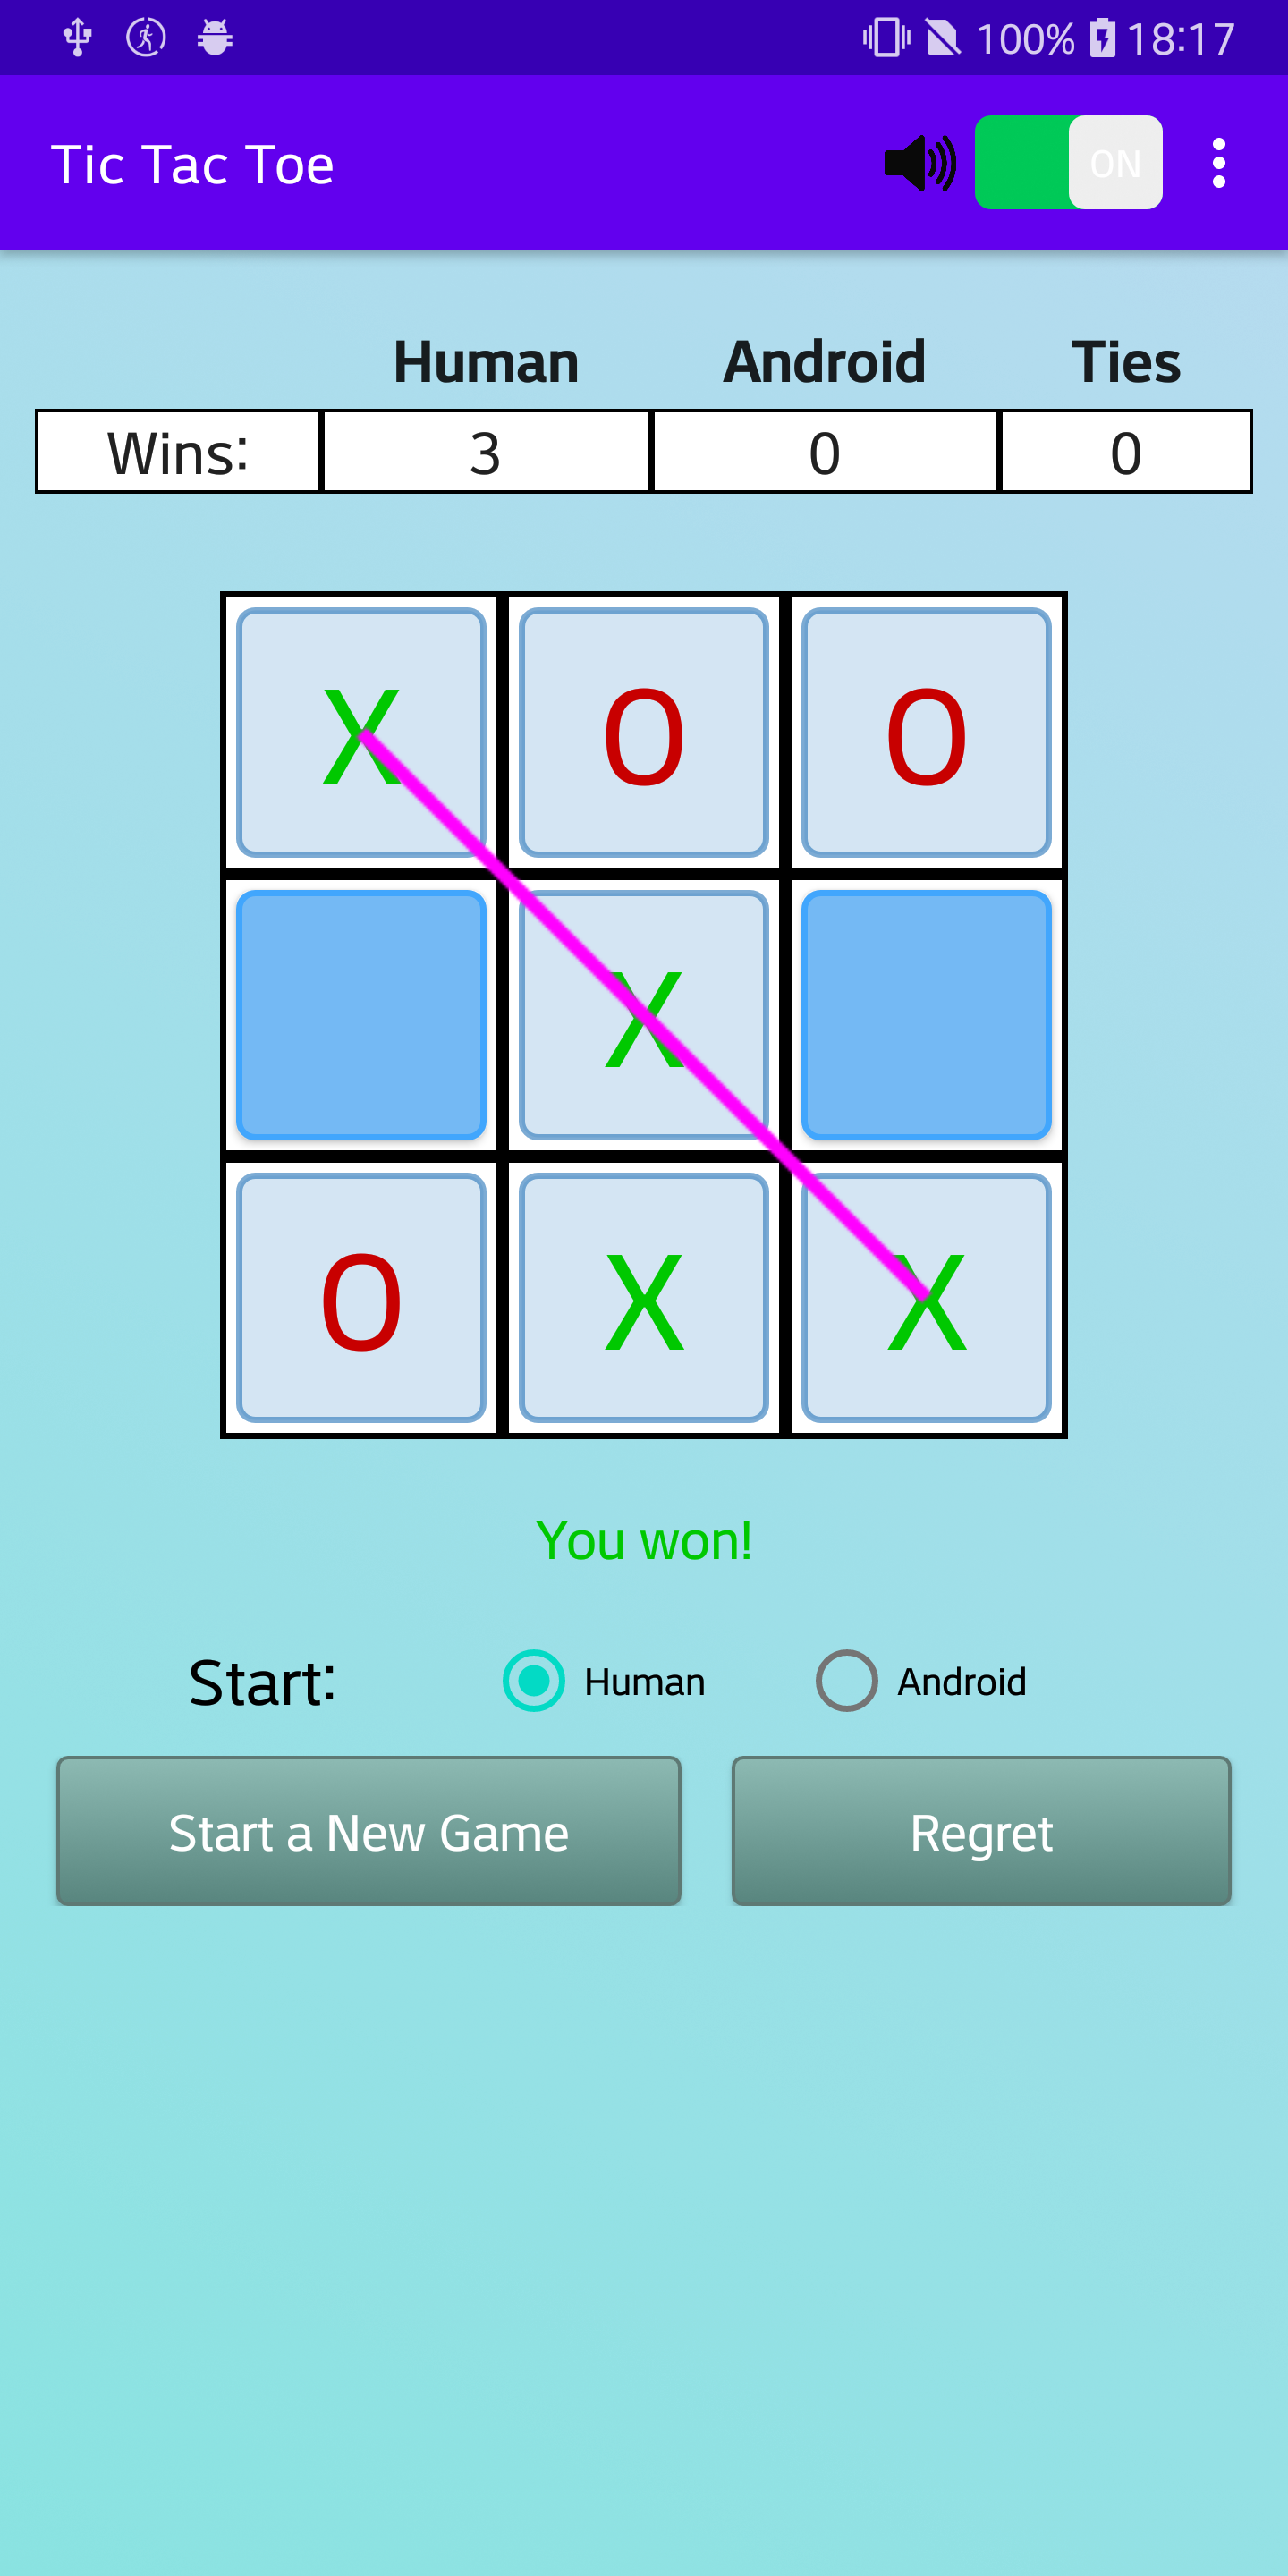 100% 18:17
Tic Tac Toe ON
Human Android Ties
Wins: 3 0 0
X O O
X
O X X
You won!
Start: Human Android
Start a New Game Regret